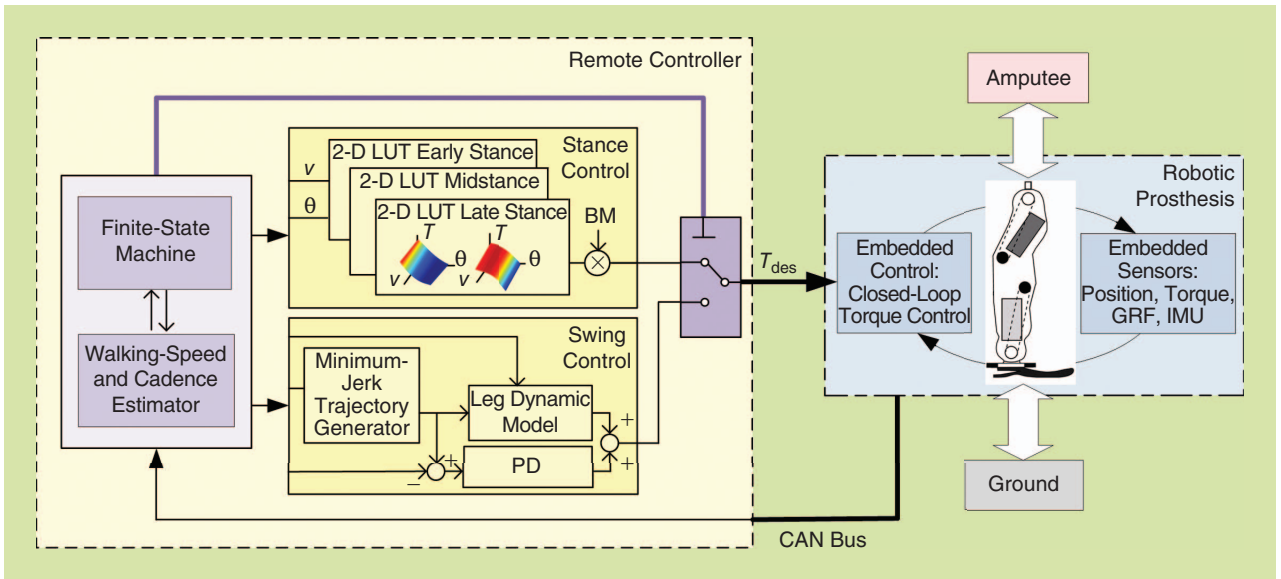 Remote Controller
Finite-State
Machine
Walking-Speed
and Cadence
Estimator
Stance
Control
v
θ
2-D LUT Early Stance
2-D LUT Midstance
2-D LUT Late Stance
T
θ
v
T
θ
v
BM
Swing
Control
Minimum-
Jerk
Trajectory
Generator
Leg Dynamic
Model
PD
+
−
+
+
Tdes
CAN Bus
Amputee
Robotic
Prosthesis
Embedded
Control:
Closed-Loop
Torque Control
Embedded
Sensors:
Position, Torque,
GRF, IMU
Ground